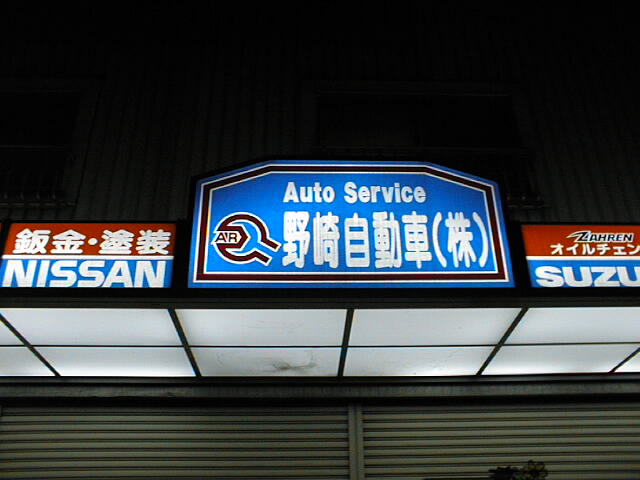 鈑金・塗装
NISSAN
Auto Service
野崎自動車(株)
ZAHREN
オイルチェン
SUZU